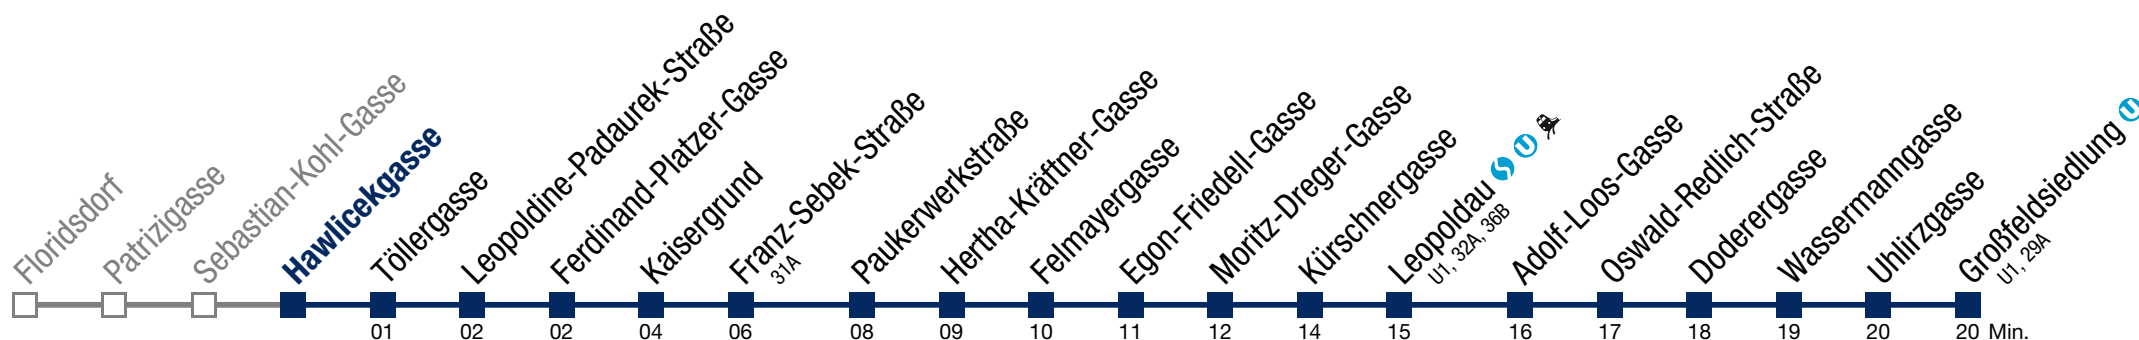 Floridsdorf
Patrizigasse
Sebastian-Kohl-Gasse
Hawlicekgasse
Töllergasse
Leopoldine-Padaurek-Straße
Ferdinand-Platzer-Gasse
Kaisergrund
Franz-Sebek-Straße
31A
Paukerwerkstraße
Hertha-Kräftner-Gasse
Felmayergasse
Egon-Friedell-Gasse
Moritz-Dreger-Gasse
Kürschnergasse
Leopoldau S U
U1, 32A, 36B
Adolf-Loos-Gasse
Oswald-Redlich-Straße
Doderergasse
Wassermanngasse
Uhlirzgasse
Großfeldsiedlung U
U1, 29A
01 02 02 04 06 08 09 10 11 12 14 15 16 17 18 19 20 20 Min.